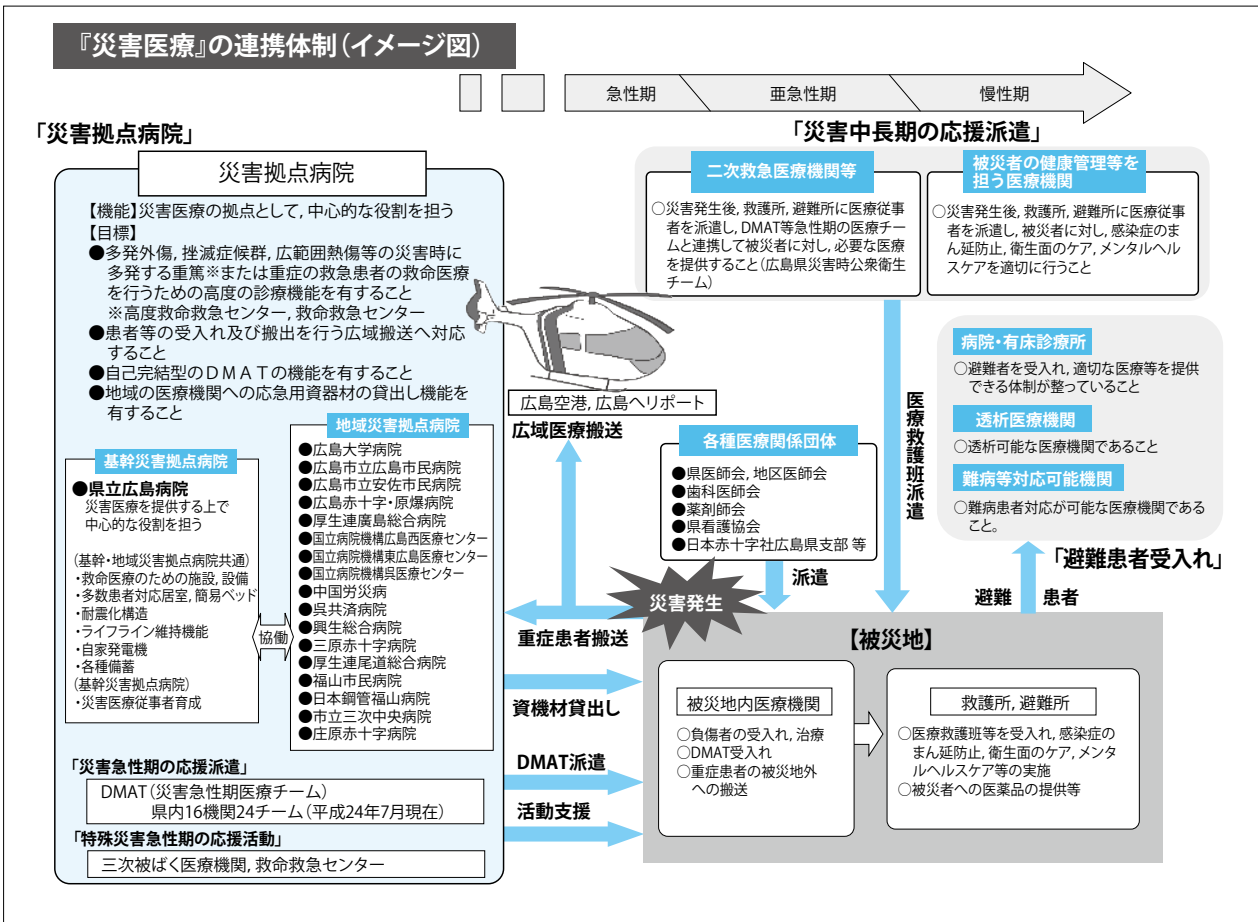 『災害医療』の連携体制（イメージ図）
急性期
亜急性期
慢性期
「災害拠点病院」
災害拠点病院
【機能】災害医療の拠点として，中心的な役割を担う
【目標】
●多発外傷，挫滅症候群，広範囲熱傷等の災害時に
多発する重篤※または重症の救急患者の救命医療
を行うための高度の診療機能を有すること
※高度救命救急センター，救命救急センター
●患者等の受入れ及び搬出を行う広域搬送へ対応
すること
●自己完結型のＤＭＡＴの機能を有すること
●地域の医療機関への応急用資器材の貸出し機能を
有すること
基幹災害拠点病院
●県立広島病院
災害医療を提供する上で
中心的な役割を担う
(基幹・地域災害拠点病院共通)
・救命医療のための施設，設備
・多数患者対応居室，簡易ベッド
・耐震化構造
・ライフライン維持機能
・自家発電機
・各種備蓄
(基幹災害拠点病院)
・災害医療従事者育成
協働
地域災害拠点病院
●広島大学病院
●広島市立広島市民病院
●広島市立安佐市民病院
●広島赤十字・原爆病院
●厚生連廣島総合病院
●国立病院機構広島西医療センター
●国立病院機構東広島医療センター
●国立病院機構呉医療センター
●中国労災病
●呉共済病院
●興生総合病院
●三原赤十字病院
●厚生連尾道総合病院
●福山市民病院
●日本鋼管福山病院
●市立三次中央病院
●庄原赤十字病院
「災害急性期の応援派遣」
DMAT（災害急性期医療チーム）
県内16機関24チーム（平成24年7月現在）
「特殊災害急性期の応援活動」
三次被ばく医療機関，救命救急センター
広島空港，広島ヘリポート
広域医療搬送
重症患者搬送
資機材貸出し
DMAT派遣
活動支援
「災害中長期の応援派遣」
二次救急医療機関等
○災害発生後，救護所，避難所に医療従事
者を派遣し，DMAT等急性期の医療チー
ムと連携して被災者に対し，必要な医療
を提供すること（広島県災害時公衆衛生
チーム）
被災者の健康管理等を
担う医療機関
○災害発生後，救護所，避難所に医療従事
者を派遣し，被災者に対し，感染症のま
ん延防止，衛生面のケア，メンタルヘル
スケアを適切に行うこと
医療救護班派遣
各種医療関係団体
●県医師会，地区医師会
●歯科医師会
●薬剤師会
●県看護協会
●日本赤十字社広島県支部 等
派遣
病院・有床診療所
○避難者を受入れ，適切な医療等を提供
できる体制が整っていること
透析医療機関
○透析可能な医療機関であること
難病等対応可能機関
○難病患者対応が可能な医療機関である
こと。
「避難患者受入れ」
避難 患者
災害発生
【被災地】
被災地内医療機関
○負傷者の受入れ，治療
○DMAT受入れ
○重症患者の被災地外
への搬送
救護所，避難所
○医療救護班等を受入れ，感染症の
まん延防止，衛生面のケア，メンタ
ルヘルスケア等の実施
○被災者への医薬品の提供等